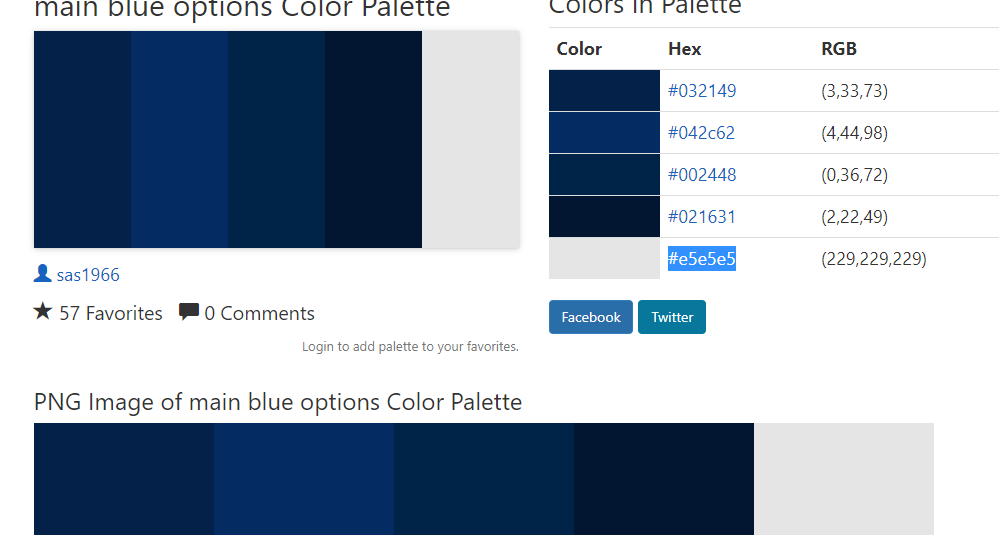 main blue options Color Palette
sas1966
57 Favorites 0 Comments
Login to add palette to your favorites.
Colors in Palette
Color Hex RGB
#032149 (3,33,73)
#042c62 (4,44,98)
#002448 (0,36,72)
#021631 (2,22,49)
#e5e5e5 (229,229,229)
Facebook Twitter
PNG Image of main blue options Color Palette